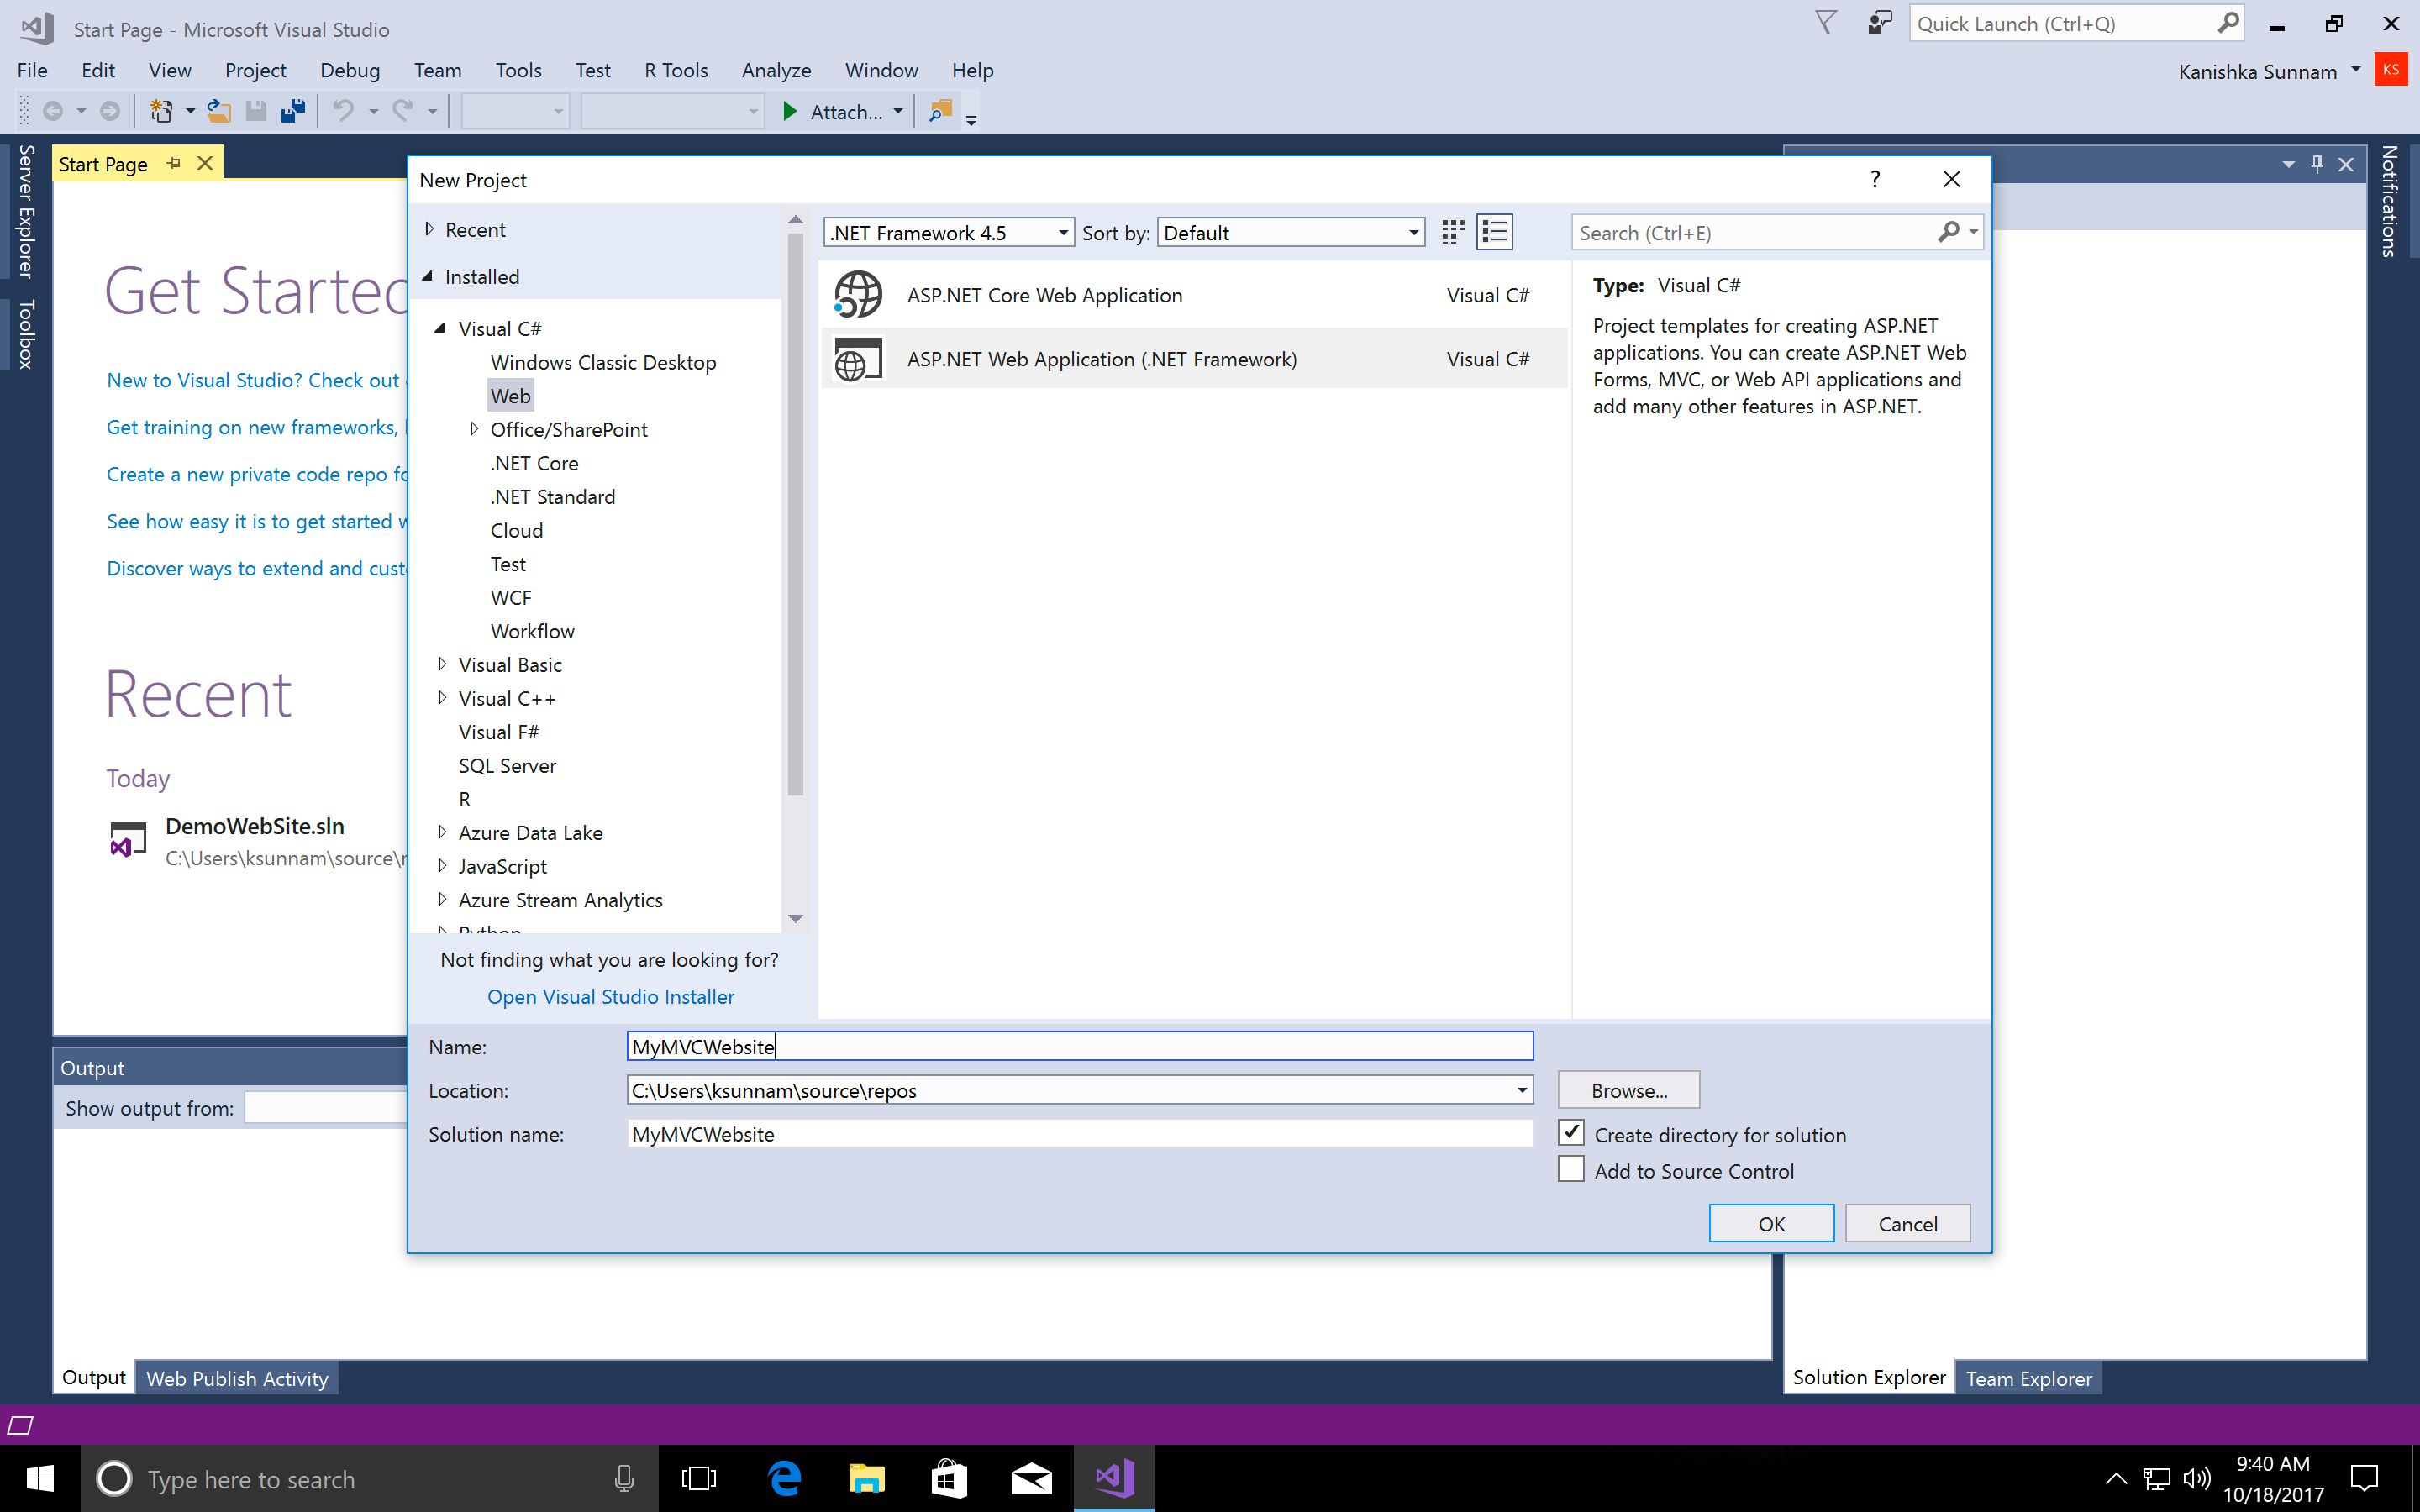 Start Page - Microsoft Visual Studio
Quick Launch (Ctrl+Q)
File Edit View Project Debug Team Tools Test R Tools Analyze Window Help
Kanishka Sunnam
KS
Attach...
Server Explorer
Toolbox
Notifications
Start Page
Get Started
New to Visual Studio? Check out
Get training on new frameworks,
Create a new private code repo fo
See how easy it is to get started w
Discover ways to extend and custo
Recent
Today
DemoWebSite.sln
C:\Users\ksunnam\source\r
New Project
?
Recent
Installed
Visual C#
Windows Classic Desktop
Web
Office/SharePoint
.NET Core
.NET Standard
Cloud
Test
WCF
Workflow
Visual Basic
Visual C++
Visual F#
SQL Server
R
Azure Data Lake
JavaScript
Azure Stream Analytics
Python
Not finding what you are looking for?
Open Visual Studio Installer
.NET Framework 4.5
Sort by: Default
Search (Ctrl+E)
ASP.NET Core Web Application Visual C#
ASP.NET Web Application (.NET Framework) Visual C#
Type: Visual C#
Project templates for creating ASP.NET
applications. You can create ASP.NET Web
Forms, MVC, or Web API applications and
add many other features in ASP.NET.
Name: MyMVCWebsite
Location: C:\Users\ksunnam\source\repos
Browse...
Solution name: MyMVCWebsite
Create directory for solution
Add to Source Control
OK Cancel
Output
Show output from:
Output Web Publish Activity
Solution Explorer Team Explorer
Type here to search
9:40 AM
10/18/2017